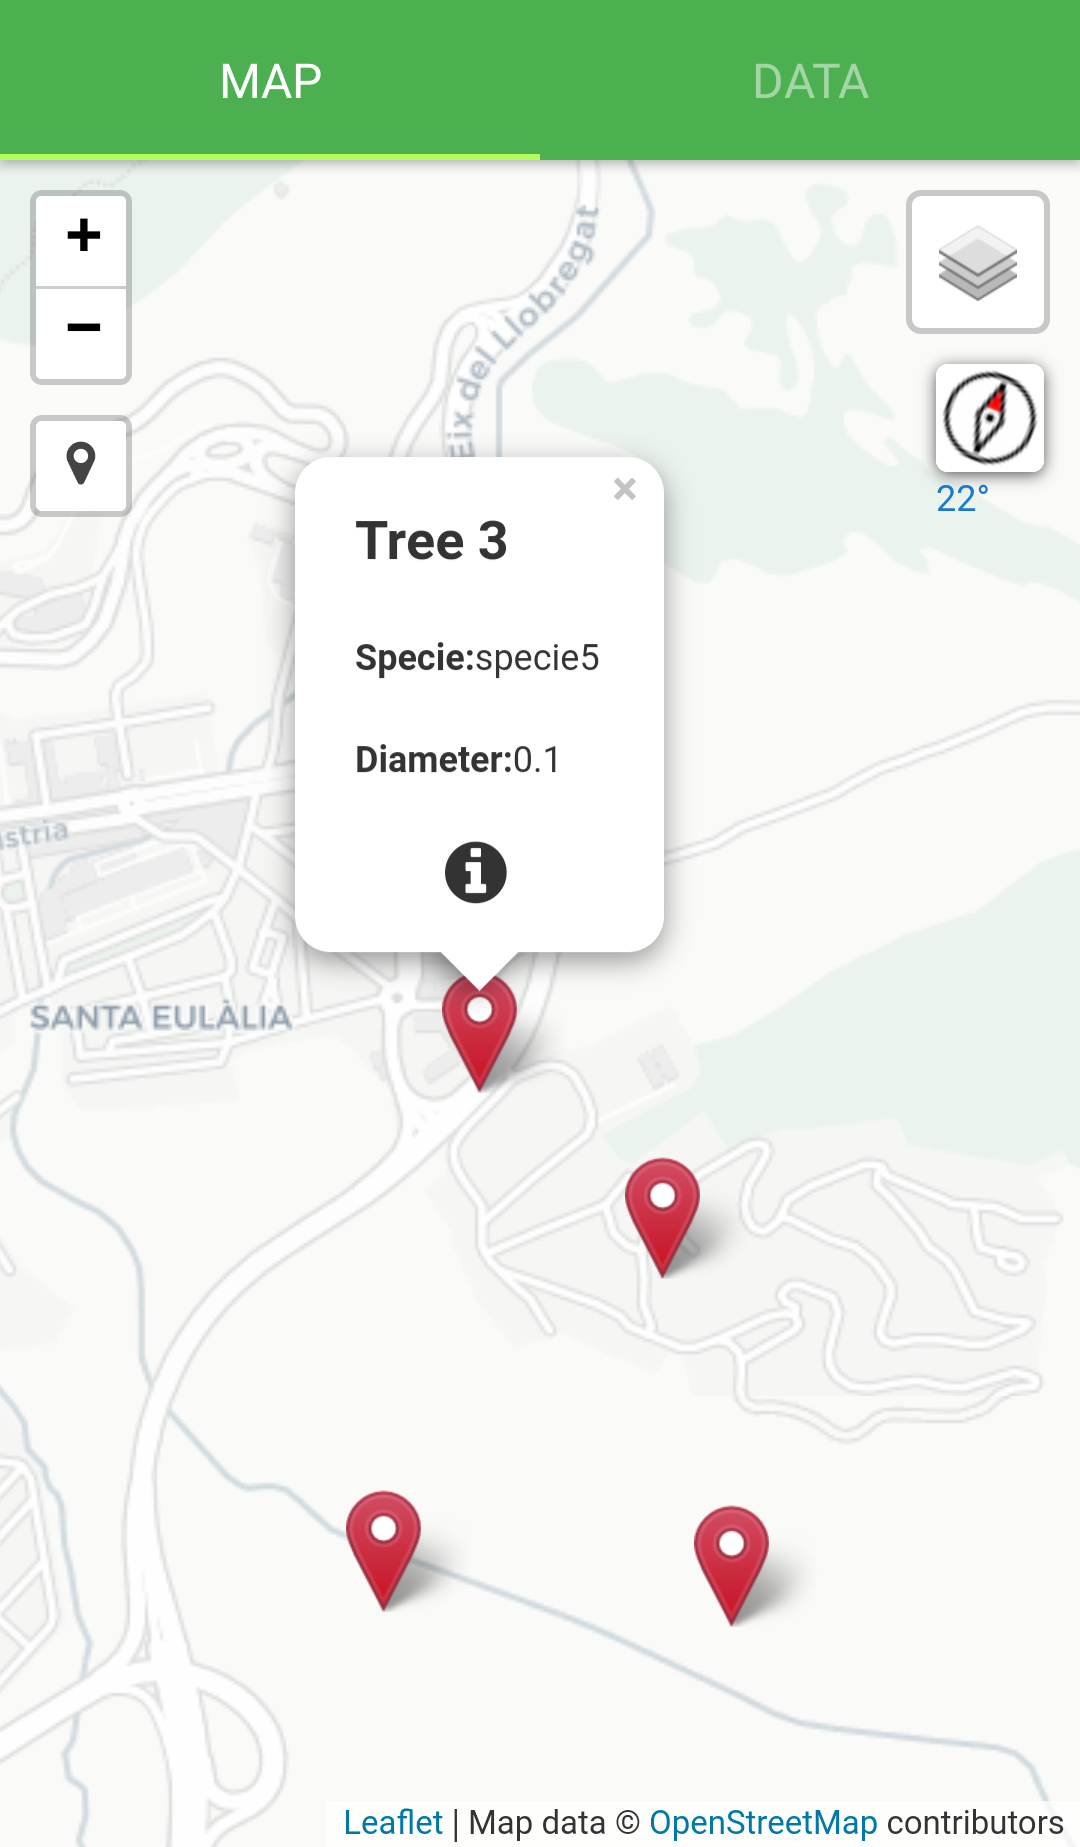 MAP DATA
+
−
Eix del Llobregat
22°
×
Tree 3
Specie:specie5
Diameter:0.1
SANTA EULÀLIA
Leaflet | Map data © OpenStreetMap contributors